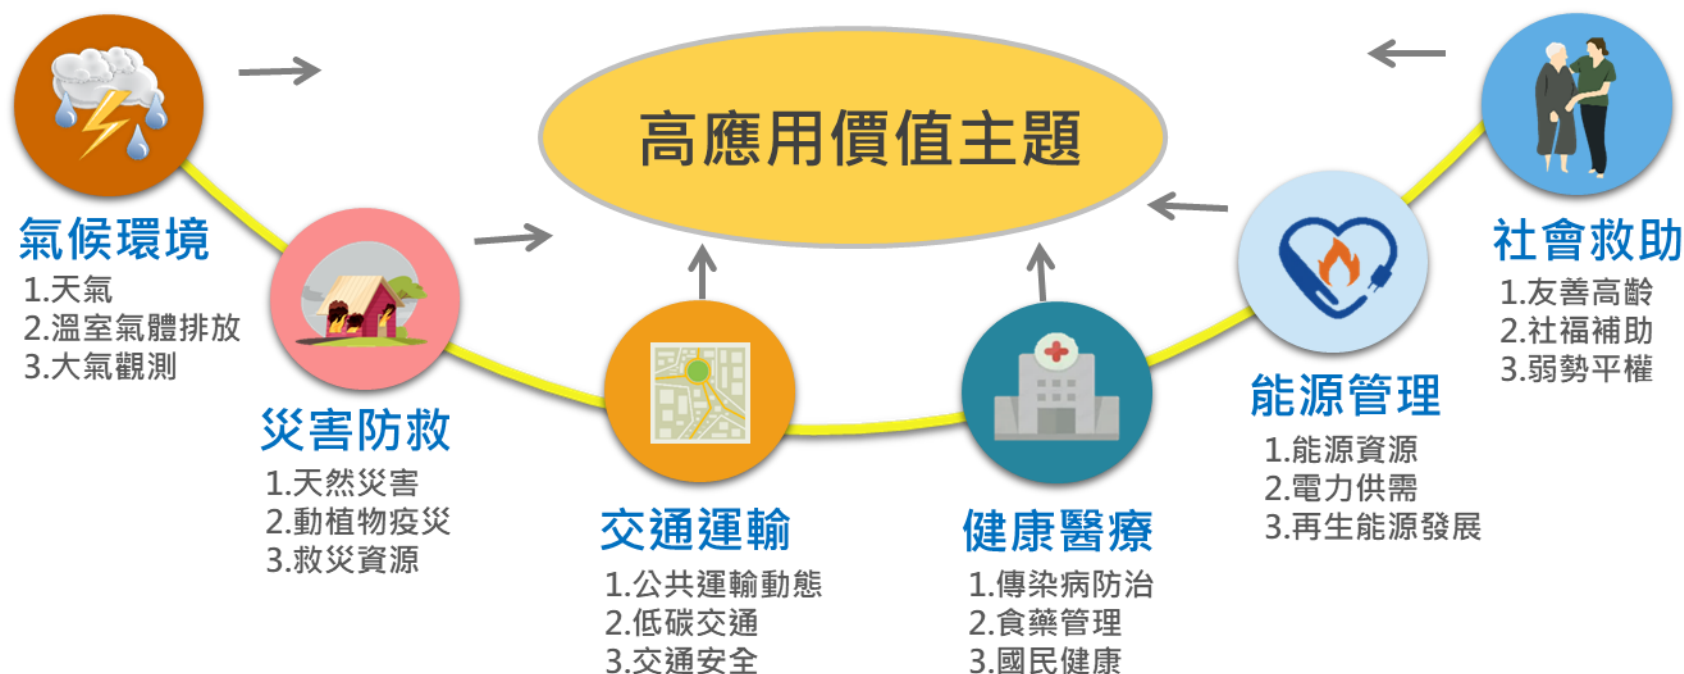 高應用價值主題
氣候環境
1.天氣
2.溫室氣體排放
3.大氣觀測
災害防救
1.天然災害
2.動植物疫災
3.救災資源
交通運輸
1.公共運輸動態
2.低碳交通
3.交通安全
健康醫療
1.傳染病防治
2.食藥管理
3.國民健康
能源管理
1.能源資源
2.電力供需
3.再生能源發展
社會救助
1.友善高齡
2.社福補助
3.弱勢平權